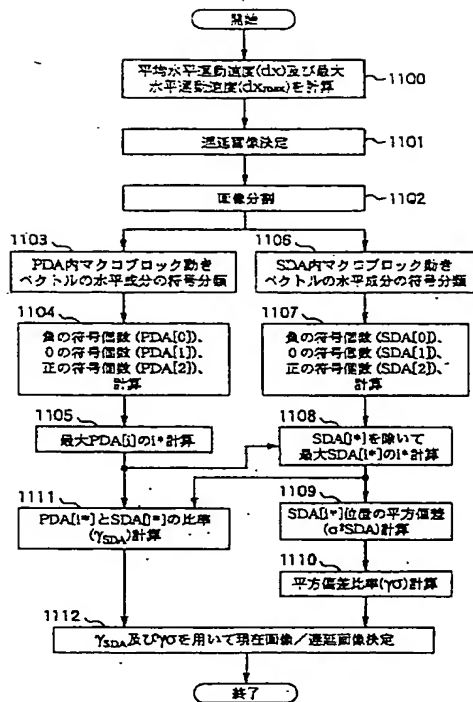 開始
平均水平運動速度(dx)及び最大
水平運動速度(dxmax)を計算
1100
遅延画像決定
1101
画像分割
1102
1103
PDA内マクロブロック動き
ベクトルの水平成分の符号分類
1106
SDA内マクロブロック動き
ベクトルの水平成分の符号分類
1104
負の符号個数(PDA[0])、
0の符号個数(PDA[1])、
正の符号個数(PDA[2])、
計算
1107
負の符号個数(SDA[0])、
0の符号個数(SDA[1])、
正の符号個数(SDA[2])、
計算
1105
最大PDA[i]のi*計算
1108
SDA[i*]を除いて
最大SDA[i*]のi*計算
1111
PDA[i*]とSDA[i*]の比率
(γSDA)計算
1109
SDA[i*]位置の平方偏差
(σ²SDA)計算
1110
平方偏差比率(γσ)計算
1112
γSDA及びγσを用いて現在画像／遅延画像決定
終了